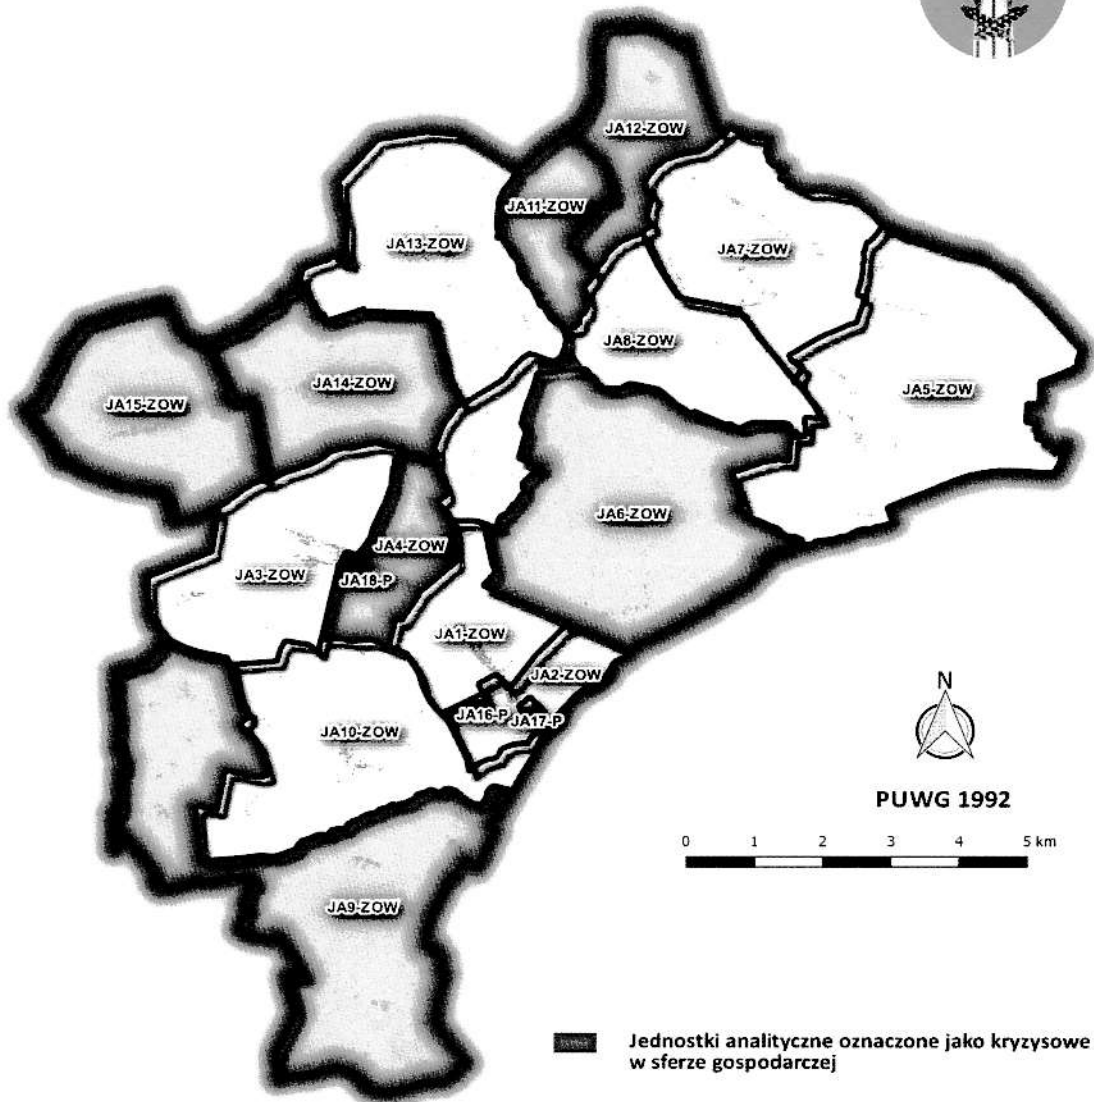 JA12-ZOW
JA11-ZOW
JA13-ZOW
JA7-ZOW
JA8-ZOW
JA14-ZOW
JA5-ZOW
JA15-ZOW
JA6-ZOW
JA4-ZOW
JA3-ZOW
JA18-P
JA1-ZOW
JA2-ZOW
JA16-P
JA17-P
JA10-ZOW
JA9-ZOW
N
PUWG 1992
0 1 2 3 4 5 km
Jednostki analityczne oznaczone jako kryzysowe
w sferze gospodarczej